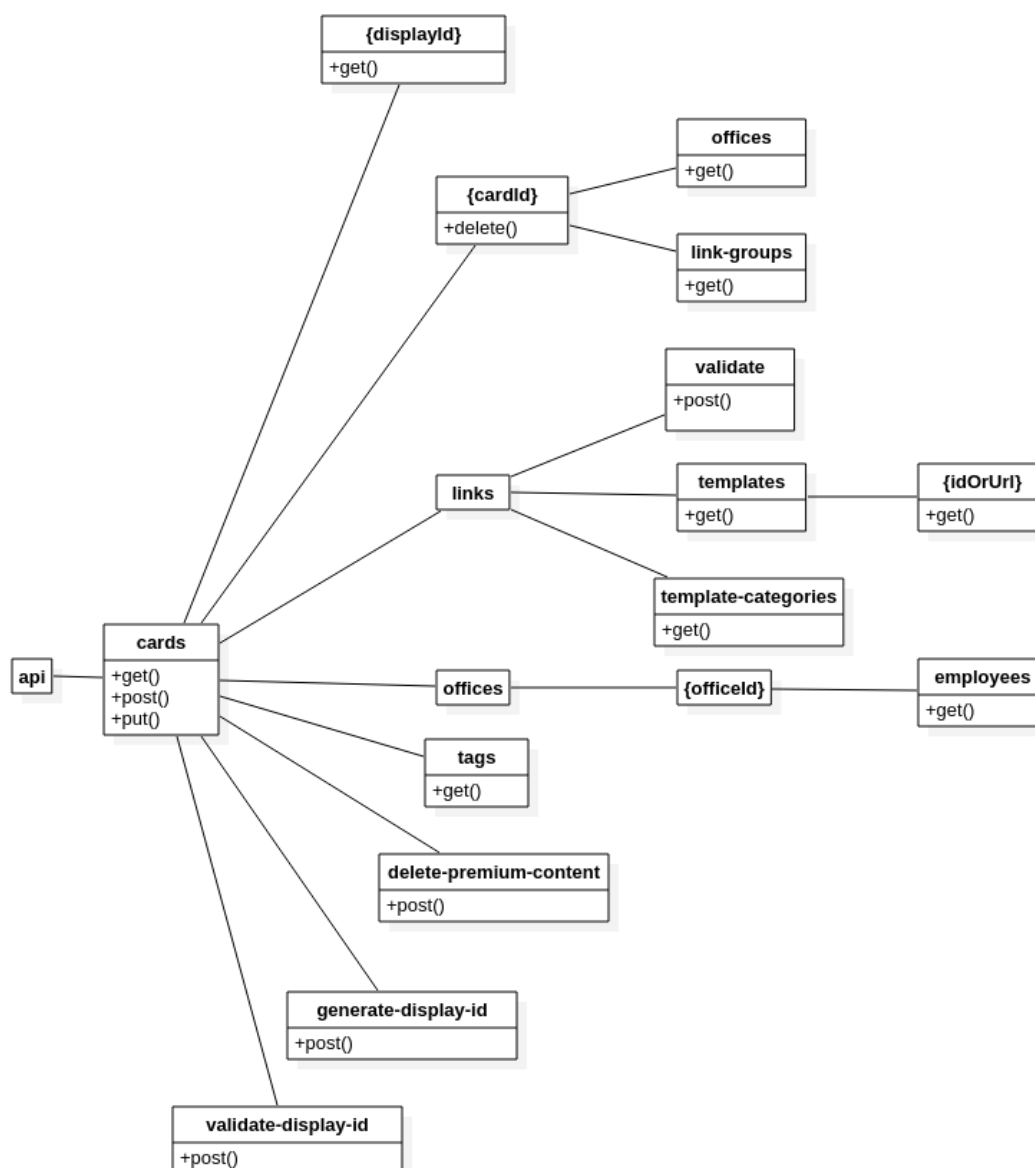 {displayId}
+get()
offices
+get()
{cardId}
+delete()
link-groups
+get()
validate
+post()
links
templates
+get()
{idOrUrl}
+get()
template-categories
+get()
cards
+get()
+post()
+put()
api
offices
{officeId}
employees
+get()
tags
+get()
delete-premium-content
+post()
generate-display-id
+post()
validate-display-id
+post()